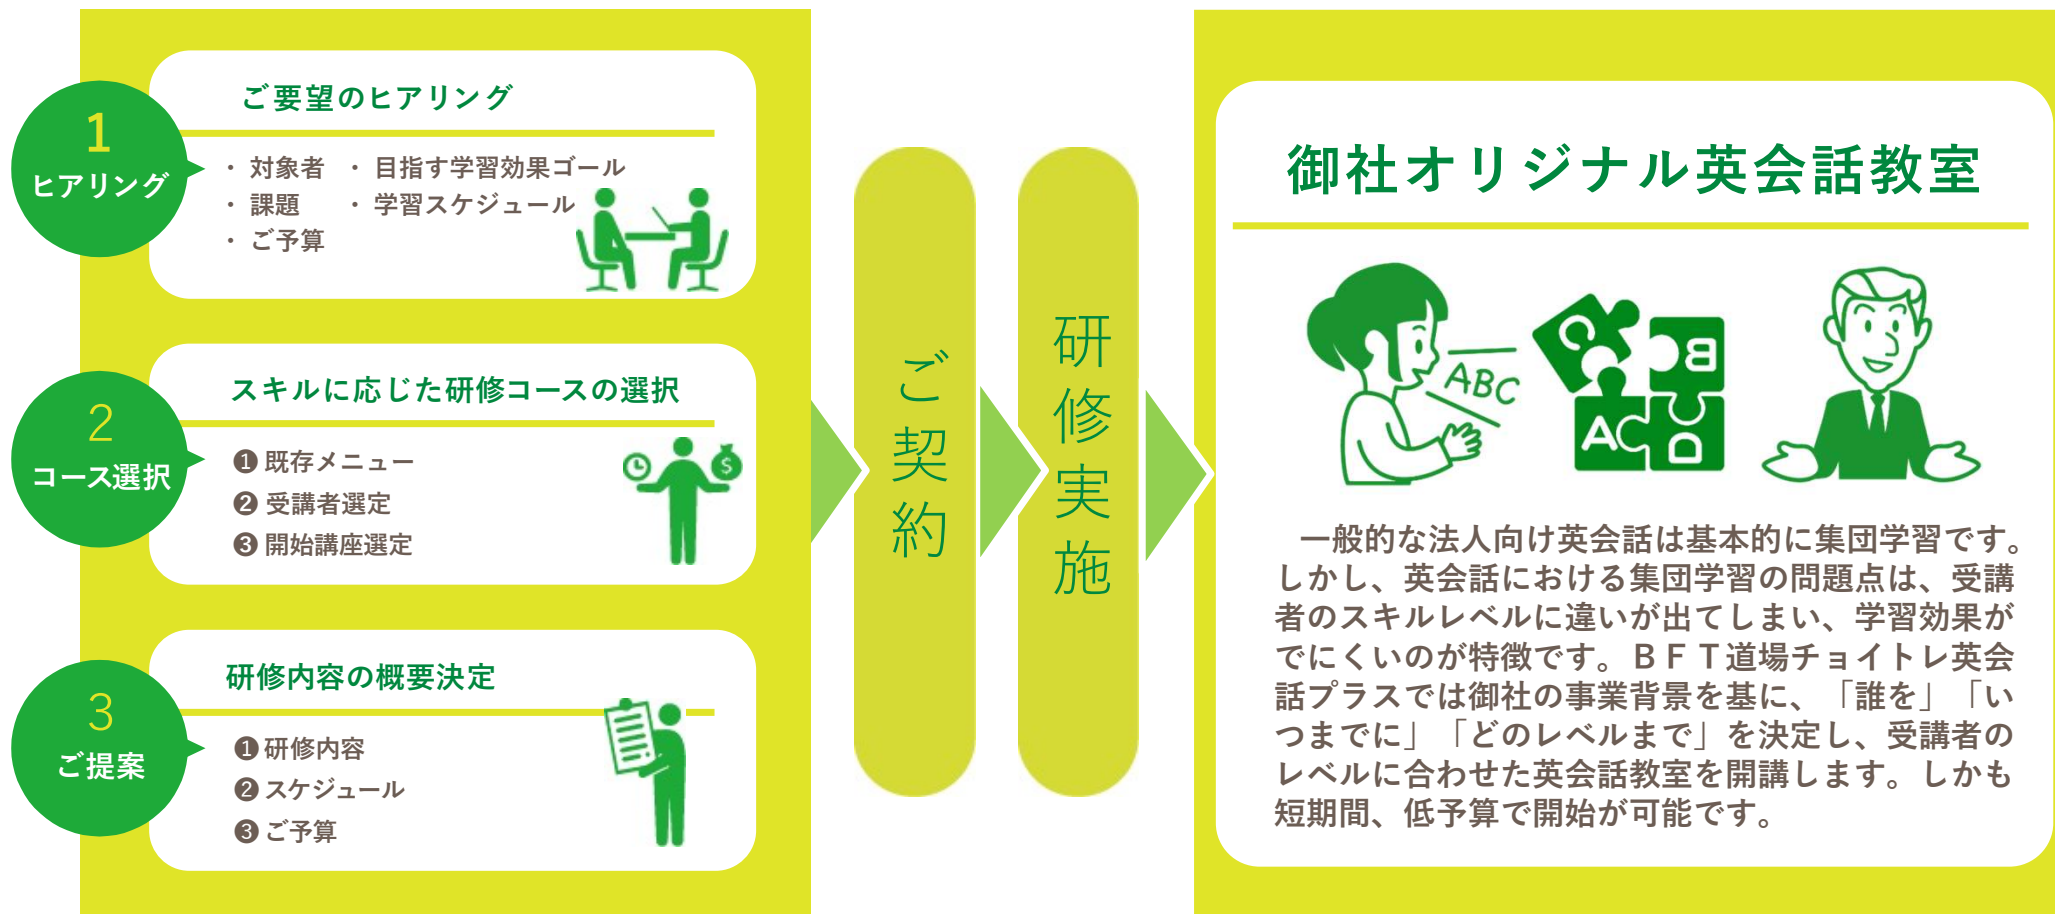 1
ヒアリング
ご要望のヒアリング
・ 対象者 ・ 目指す学習効果ゴール
・ 課題 ・ 学習スケジュール
・ ご予算
2
コース選択
スキルに応じた研修コースの選択
❶ 既存メニュー
❷ 受講者選定
❸ 開始講座選定
$
3
ご提案
研修内容の概要決定
❶ 研修内容
❷ スケジュール
❸ ご予算
ご契約
研修実施
御社オリジナル英会話教室
ABC
C
B
A
D
一般的な法人向け英会話は基本的に集団学習です。
しかし、英会話における集団学習の問題点は、受講
者のスキルレベルに違いが出てしまい、学習効果が
でにくいのが特徴です。ＢＦＴ道場チョイトレ英会
話プラスでは御社の事業背景を基に、「誰を」「い
つまでに」「どのレベルまで」を決定し、受講者の
レベルに合わせた英会話教室を開講します。しかも
短期間、低予算で開始が可能です。